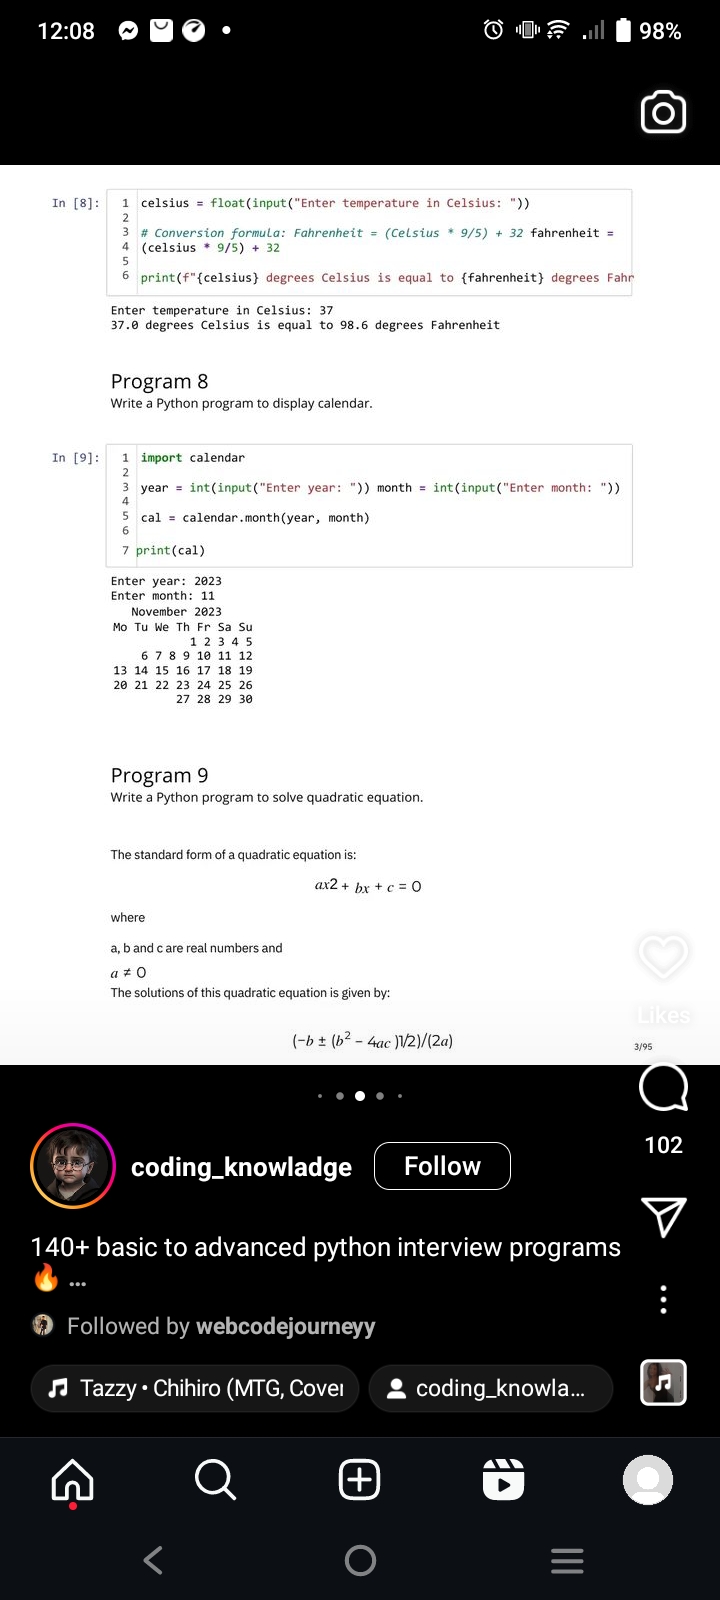 12:08
98%
In [8]:
1 celsius = float(input("Enter temperature in Celsius: "))
2
3 # Conversion formula: Fahrenheit = (Celsius * 9/5) + 32 fahrenheit =
4 (celsius * 9/5) + 32
5
6 print(f"{celsius} degrees Celsius is equal to {fahrenheit} degrees Fahr
Enter temperature in Celsius: 37
37.0 degrees Celsius is equal to 98.6 degrees Fahrenheit
Program 8
Write a Python program to display calendar.
In [9]:
1 import calendar
2
3 year = int(input("Enter year: ")) month = int(input("Enter month: "))
4
5 cal = calendar.month(year, month)
6
7 print(cal)
Enter year: 2023
Enter month: 11
November 2023
Mo Tu We Th Fr Sa Su
1 2 3 4 5
6 7 8 9 10 11 12
13 14 15 16 17 18 19
20 21 22 23 24 25 26
27 28 29 30
Program 9
Write a Python program to solve quadratic equation.
The standard form of a quadratic equation is:
ax2 + bx + c = 0
where
a, b and c are real numbers and
a ≠ 0
The solutions of this quadratic equation is given by:
(−b ± (b² − 4ac)1/2)/(2a)
Likes
3/95
102
coding_knowladge
Follow
140+ basic to advanced python interview programs
🔥 ...
Followed by webcodejourneyy
Tazzy • Chihiro (MTG, Cover
coding_knowla...